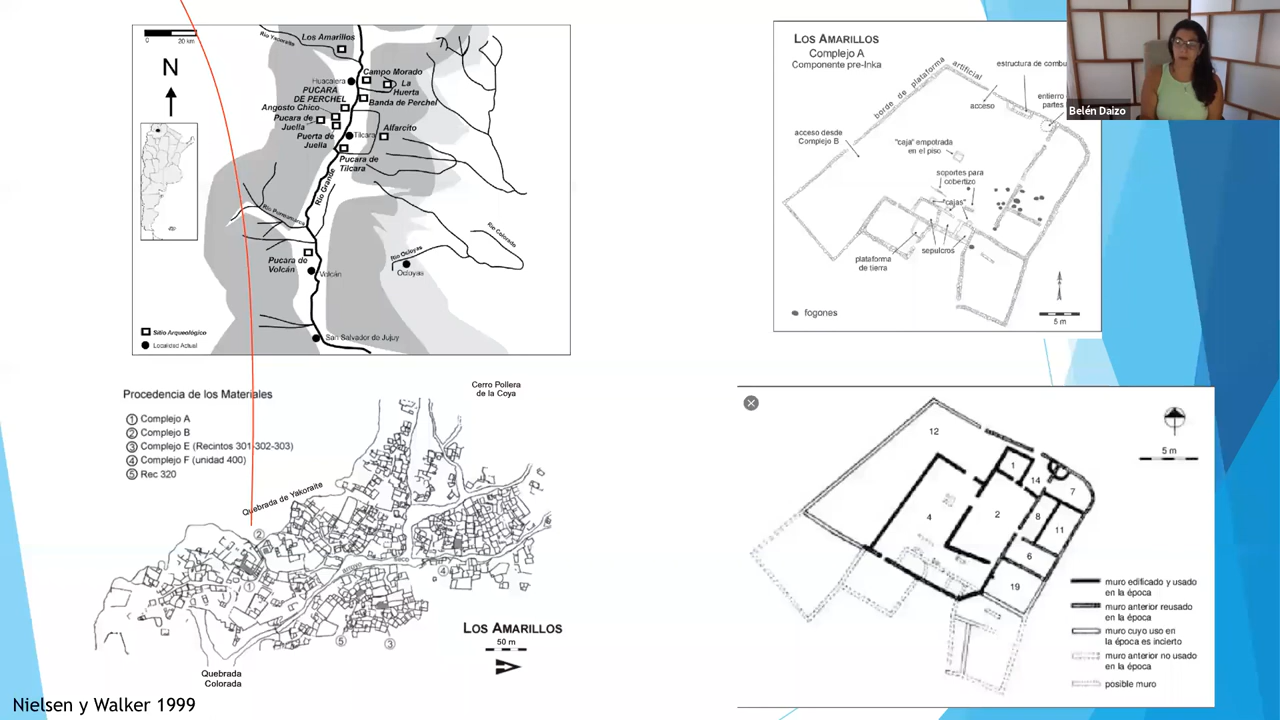 0
20 km
N
Los Amarillos
Río Yacoraite
Huacalera
Campo Morado
La
Huerta
PUCARA
DE PERCHEL
Banda de Perchel
Angosto Chico
Pucara de
Juella
Alfarcito
Tilcara
Puerta de
Juella
Pucara de
Tilcara
Río Grande
Río Purmamarca
Río Colorado
Río Ocloyas
Ocloyas
Pucara de
Volcán
Volcán
San Salvador de Jujuy
Sitio Arqueológico
Localidad Actual
LOS AMARILLOS
Complejo A
Componente pre-Inka
borde de plataforma artificial
estructura de combu
acceso
entierro
partes
acceso desde
Complejo B
"caja" empotrada
en el piso
soportes para
cobertizo
"cajas"
sepulcros
plataforma
de tierra
fogones
5 m
Belén Daizo
Procedencia de los Materiales
1 Complejo A
2 Complejo B
3 Complejo E (Recintos 301-302-303)
4 Complejo F (unidad 400)
5 Rec 320
Cerro Pollera
de la Coya
Quebrada de Yakoraite
2
1
4
5
3
LOS AMARILLOS
50 m
Quebrada
Colorada
12
1
14
7
4
2
8
11
6
19
5 m
muro edificado y usado
en la época
muro anterior reusado
en la época
muro cuyo uso en
la época es incierto
muro anterior no usado
en la época
posible muro
Nielsen y Walker 1999